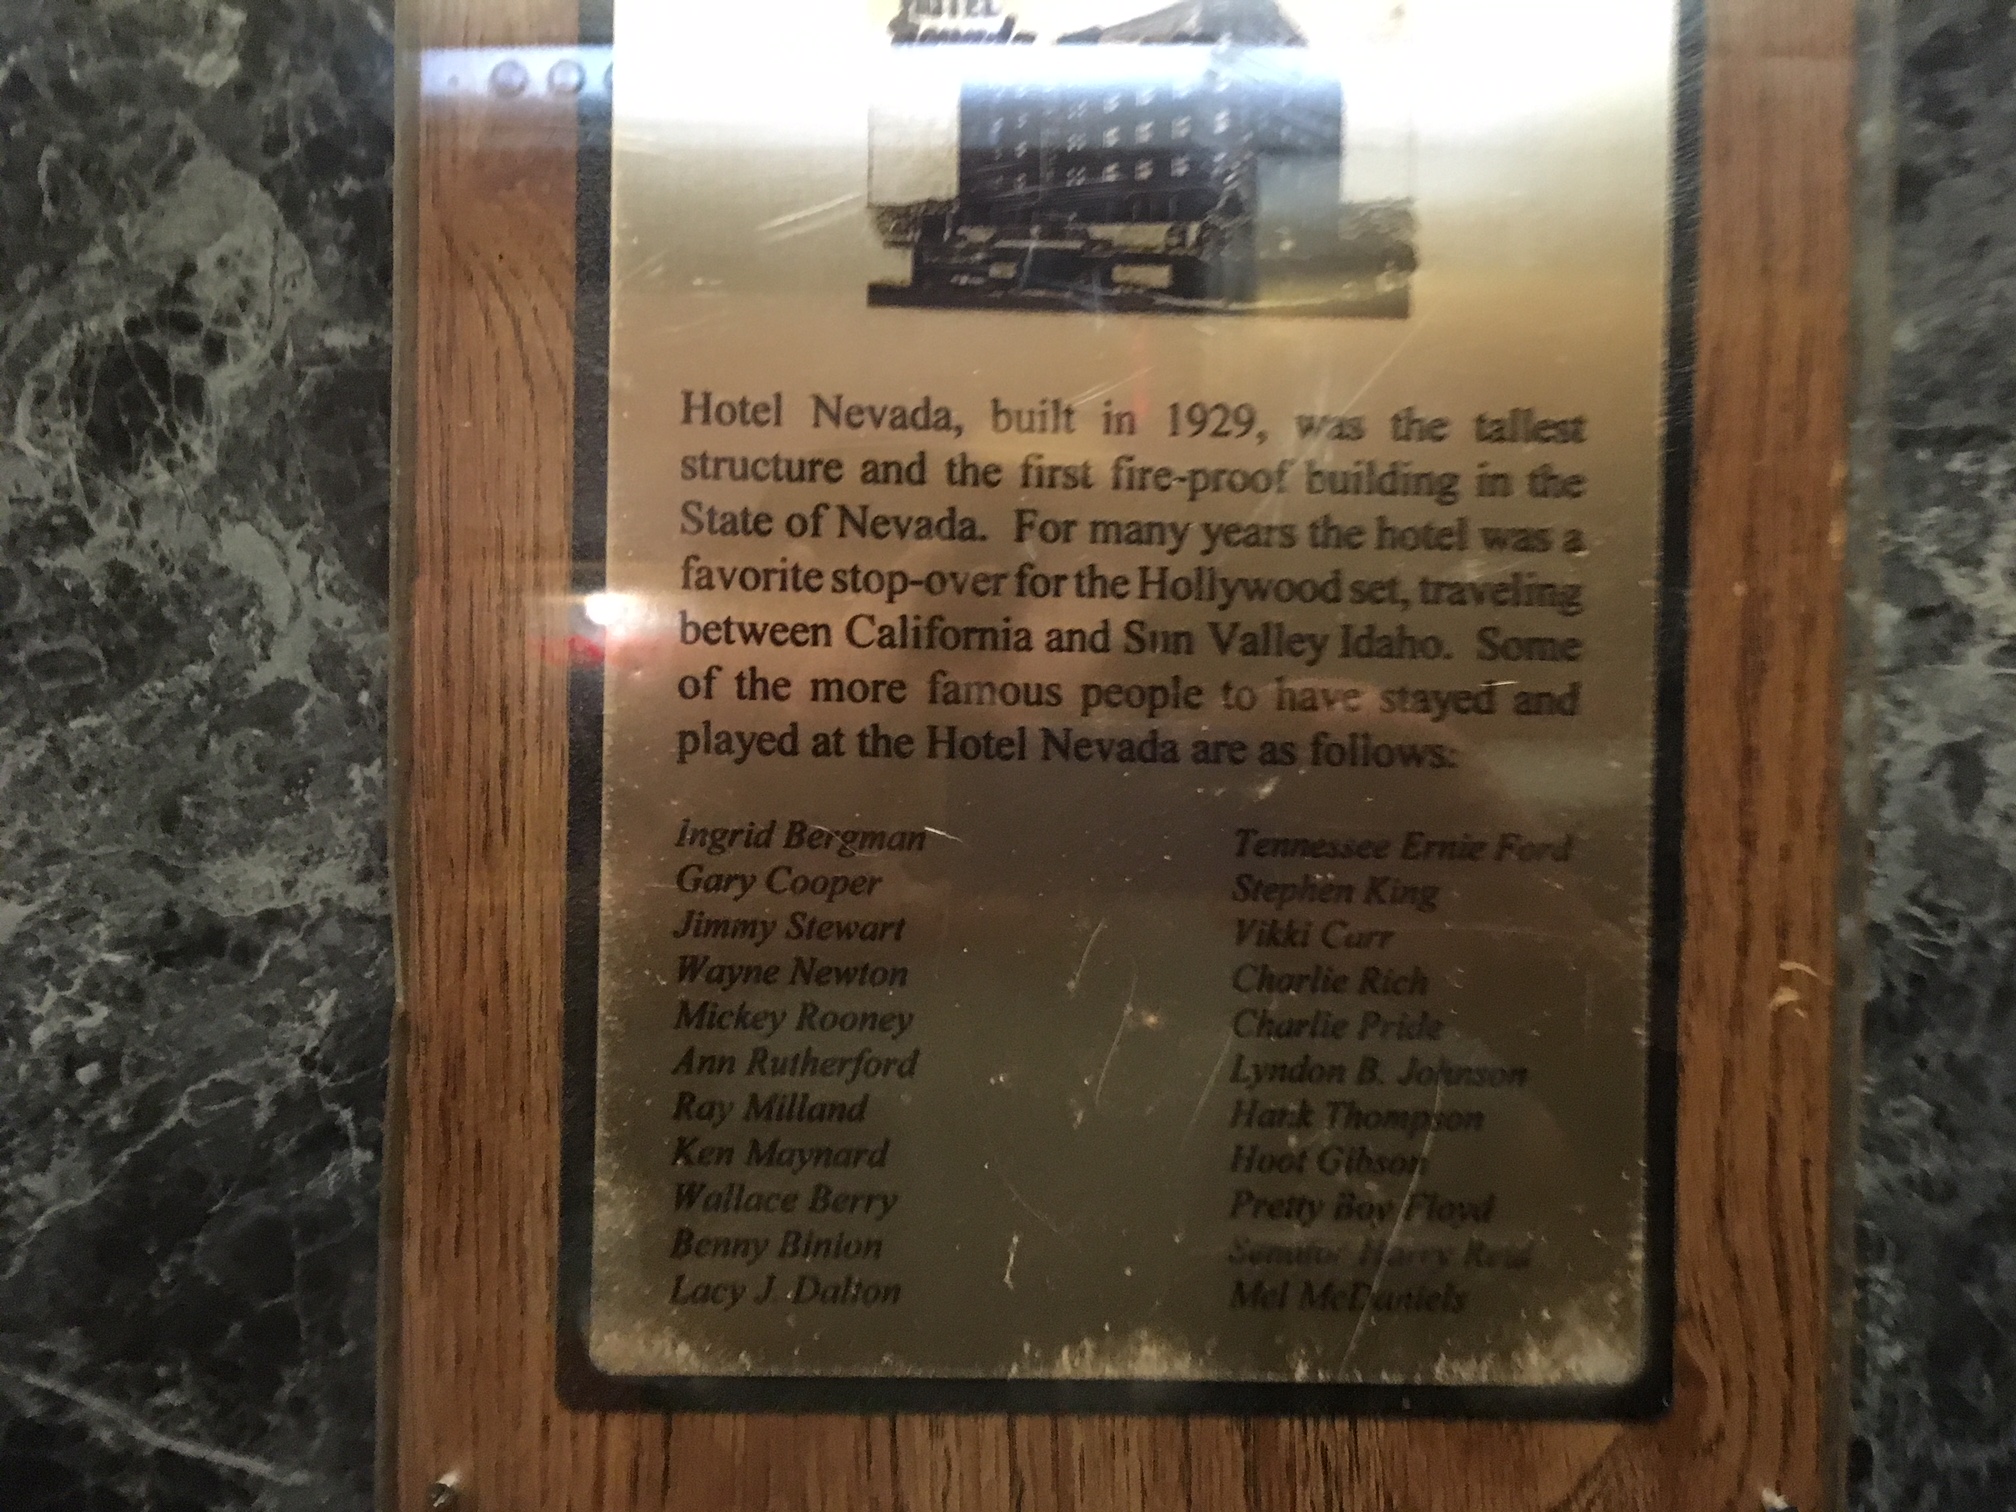 HOTEL
Nevada
Hotel Nevada, built in 1929, was the tallest
structure and the first fire-proof building in the
State of Nevada. For many years the hotel was a
favorite stop-over for the Hollywood set, traveling
between California and Sun Valley Idaho. Some
of the more famous people to have stayed and
played at the Hotel Nevada are as follows:
Ingrid Bergman
Gary Cooper
Jimmy Stewart
Wayne Newton
Mickey Rooney
Ann Rutherford
Ray Milland
Ken Maynard
Wallace Berry
Benny Binion
Lacy J. Dalton
Tennessee Ernie Ford
Stephen King
Vikki Carr
Charlie Rich
Charlie Pride
Lyndon B. Johnson
Hank Thompson
Hoot Gibson
Pretty Boy Floyd
Senator Harry Reid
Mel McDaniels